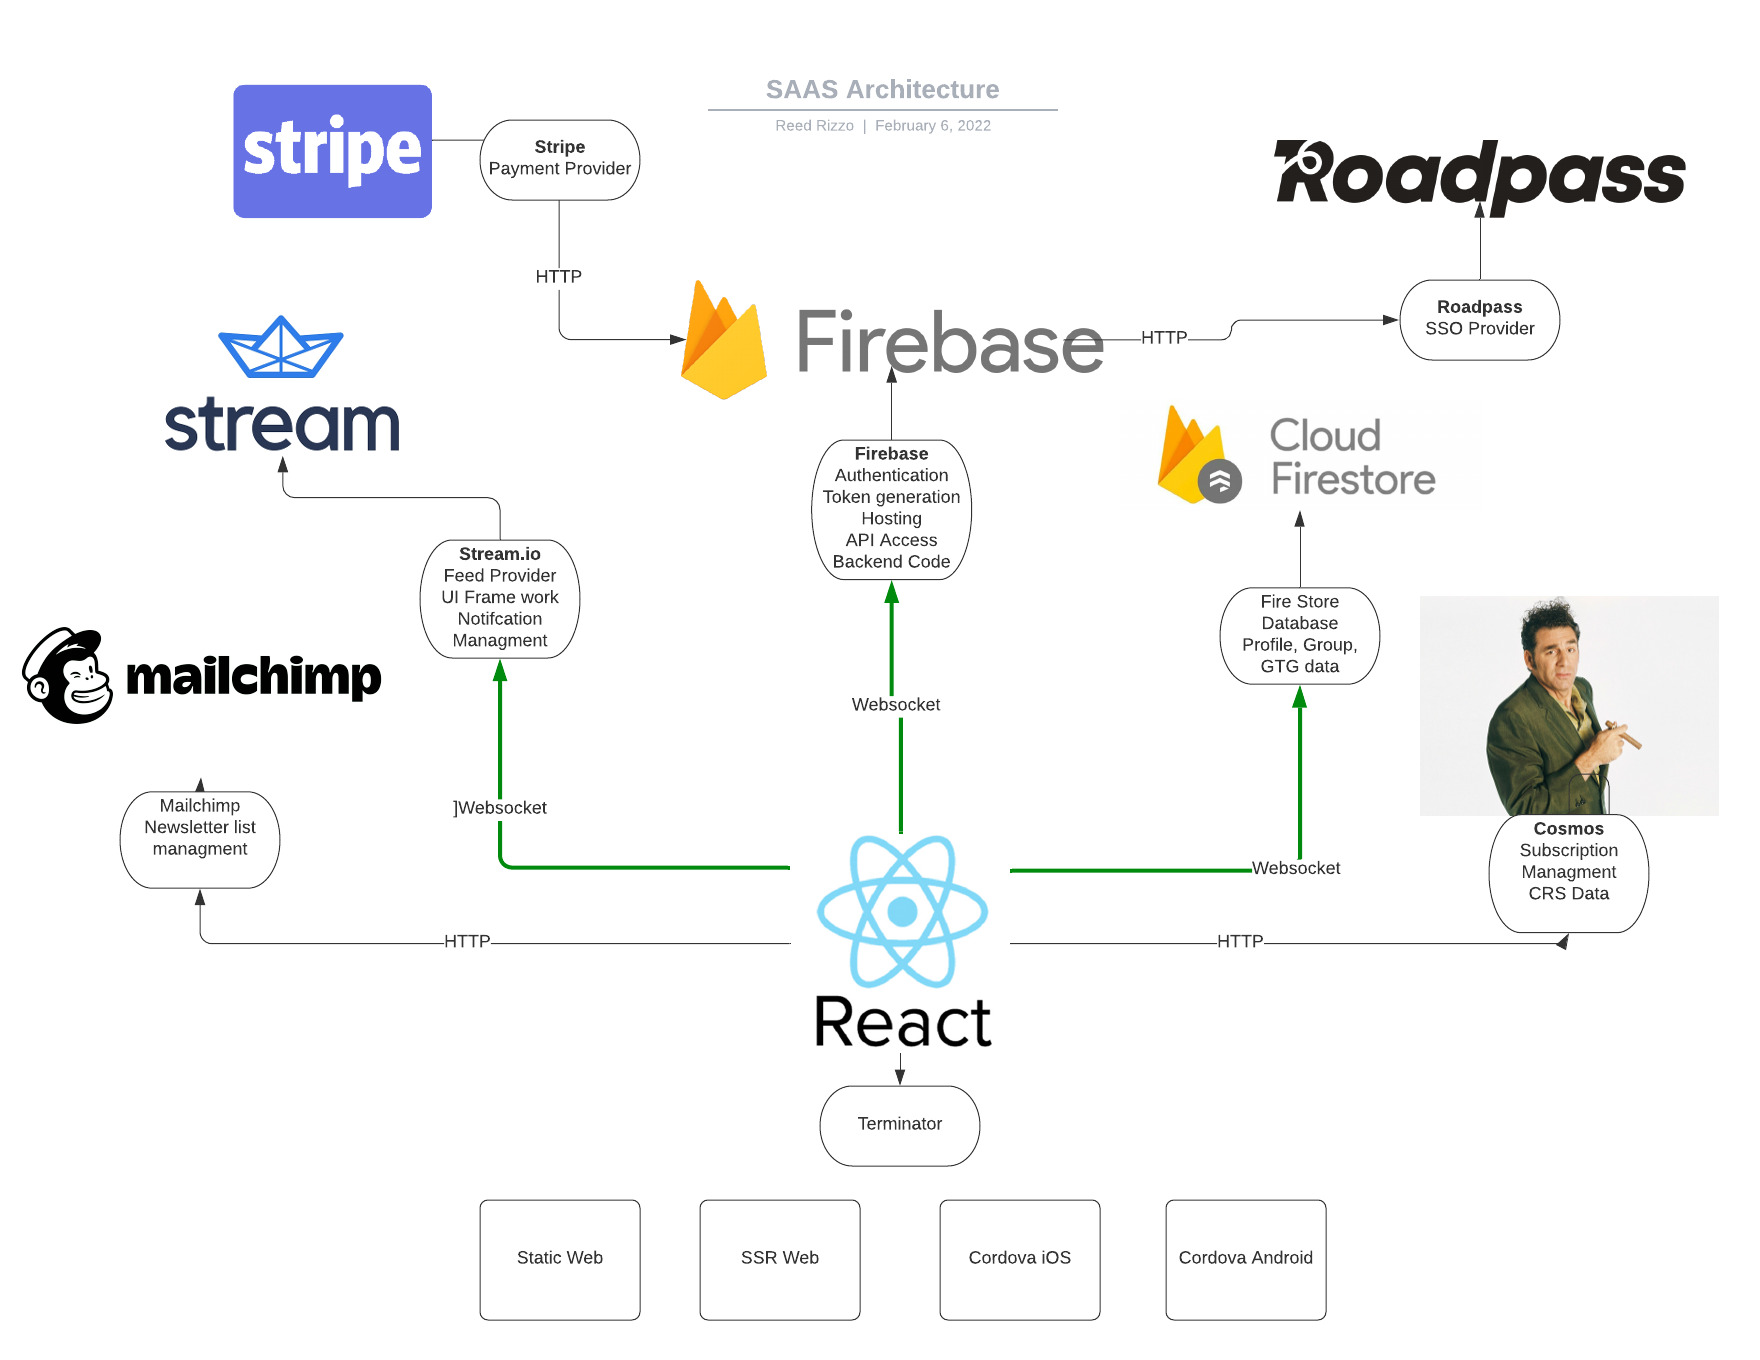 SAAS Architecture
Reed Rizzo | February 6, 2022
stripe
Stripe
Payment Provider
HTTP
Roadpass
Roadpass
SSO Provider
Firebase
HTTP
stream
Cloud
Firestore
Firebase
Authentication
Token generation
Hosting
API Access
Backend Code
Stream.io
Feed Provider
UI Frame work
Notifcation
Managment
Fire Store
Database
Profile, Group,
GTG data
mailchimp
Websocket
]Websocket
Mailchimp
Newsletter list
managment
Cosmos
Subscription
Managment
CRS Data
Websocket
HTTP
HTTP
React
Terminator
Static Web
SSR Web
Cordova iOS
Cordova Android